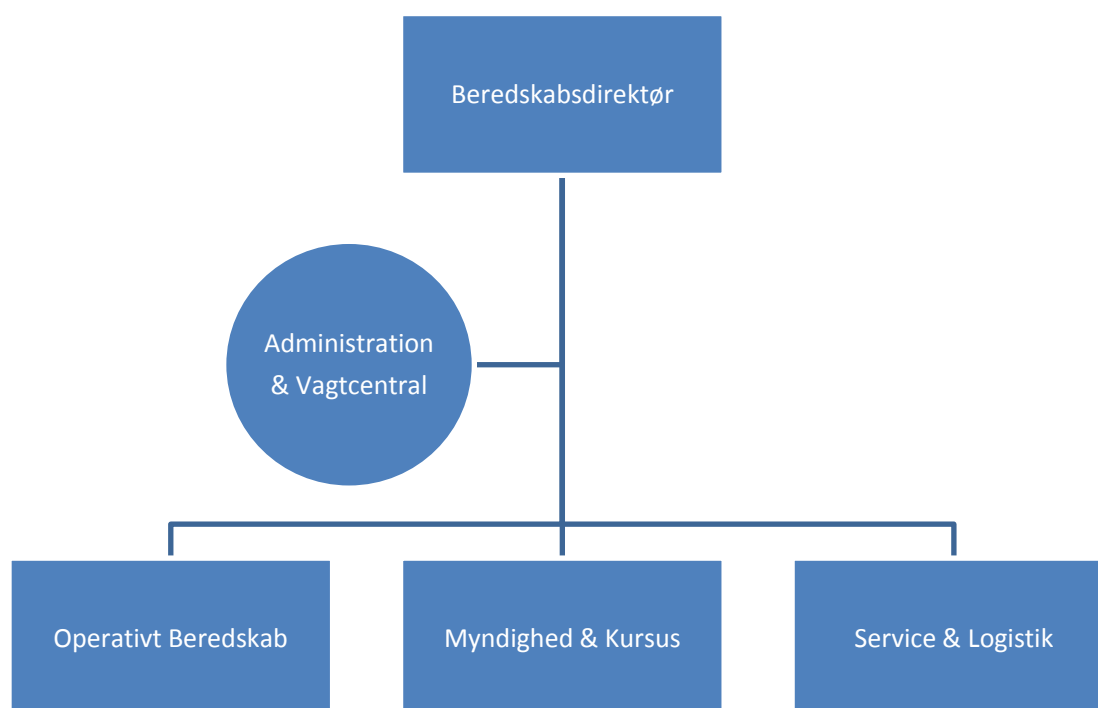 Beredskabsdirektør
Administration
& Vagtcentral
Operativt Beredskab
Myndighed & Kursus
Service & Logistik